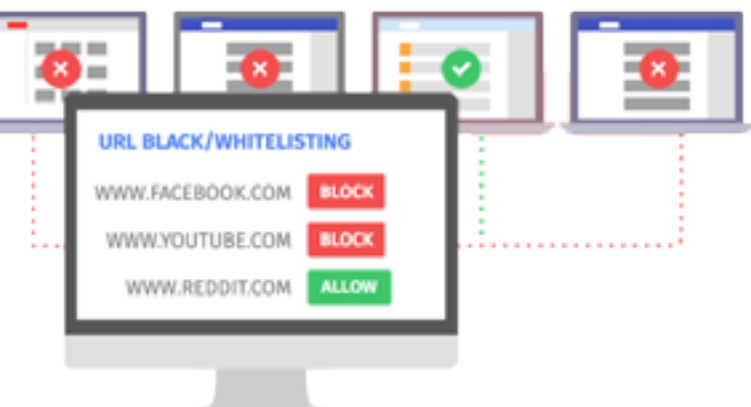 URL BLACK/WHITELISTING
WWW.FACEBOOK.COM BLOCK
WWW.YOUTUBE.COM BLOCK
WWW.REDDIT.COM ALLOW